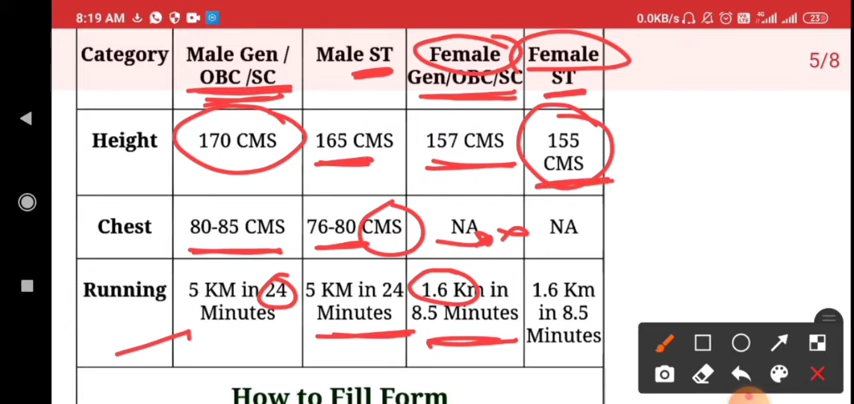 8:19 AM
0.0KB/s
4G
23
5/8
Category
Male Gen /
OBC /SC
Male ST
Female
Gen/OBC/SC
Female
ST
Height
170 CMS
165 CMS
157 CMS
155
CMS
Chest
80-85 CMS
76-80 CMS
NA
NA
Running
5 KM in 24
Minutes
5 KM in 24
Minutes
1.6 Km in
8.5 Minutes
1.6 Km
in 8.5
Minutes
How to Fill Form